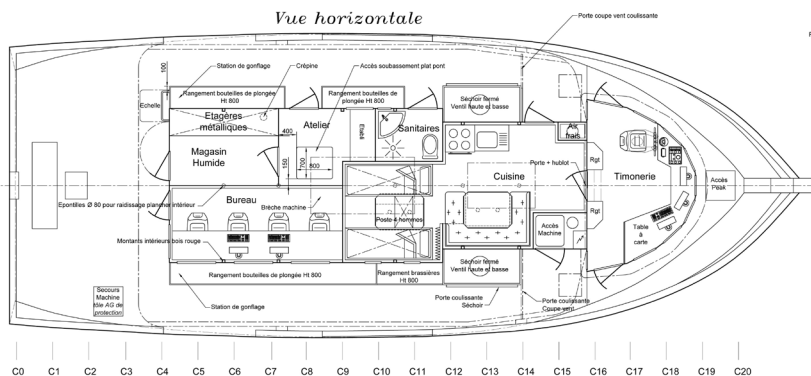 Vue horizontale
Porte coupe vent coulissante
Station de gonflage
Crépine
Accès soubassement plat pont
100
Rangement bouteilles de plongée
Ht 800
Rangement bouteilles de
plongée Ht 800
Séchoir fermé
Ventil haute et basse
Echelle
Etagères
métalliques
400
Atelier
Etabli
Sanitaires
Air
frais
Magasin
Humide
150
700
800
Porte + hublot
Rgt
Cuisine
Timonerie
Accès
Peak
Epontilles Ø 80 pour raidissage plancher intérieur
Bureau
Brèche machine
Poste 4 hommes
Rgt
Accès
Machine
Table
à
carte
Montants intérieurs bois rouge
Rangement bouteilles de plongée Ht 800
Rangement brassières
Ht 800
Séchoir fermé
Ventil haute et basse
Secours
Machine
tôle AG de
protection
Station de gonflage
Porte coulissante
Séchoir
Porte coulissante
Coupe vent
C0 C1 C2 C3 C4 C5 C6 C7 C8 C9 C10 C11 C12 C13 C14 C15 C16 C17 C18 C19 C20